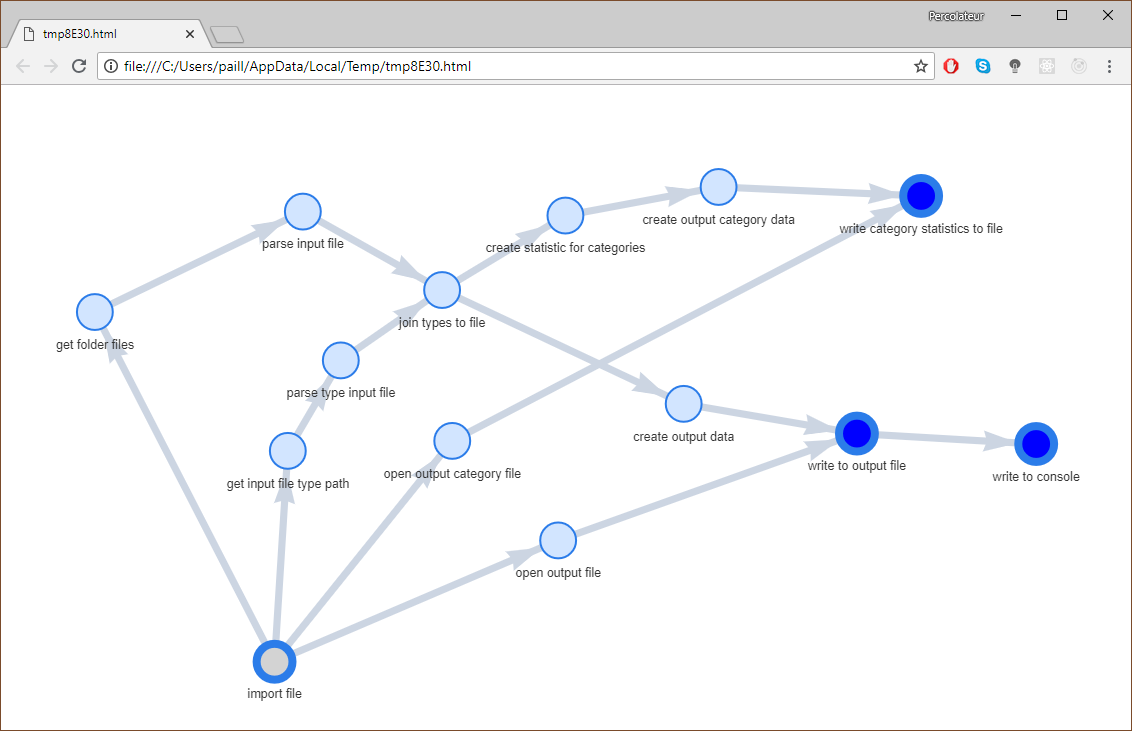 Percolateur
tmp8E30.html
file:///C:/Users/paill/AppData/Local/Temp/tmp8E30.html
create output category data
write category statistics to file
parse input file
create statistic for categories
join types to file
get folder files
parse type input file
create output data
write to output file
open output category file
write to console
get input file type path
open output file
import file